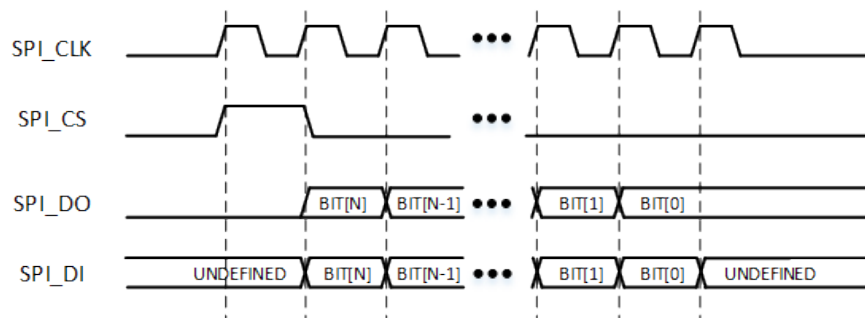 SPI_CLK
SPI_CS
SPI_DO BIT[N] BIT[N-1] BIT[1] BIT[0]
SPI_DI UNDEFINED BIT[N] BIT[N-1] BIT[1] BIT[0] UNDEFINED